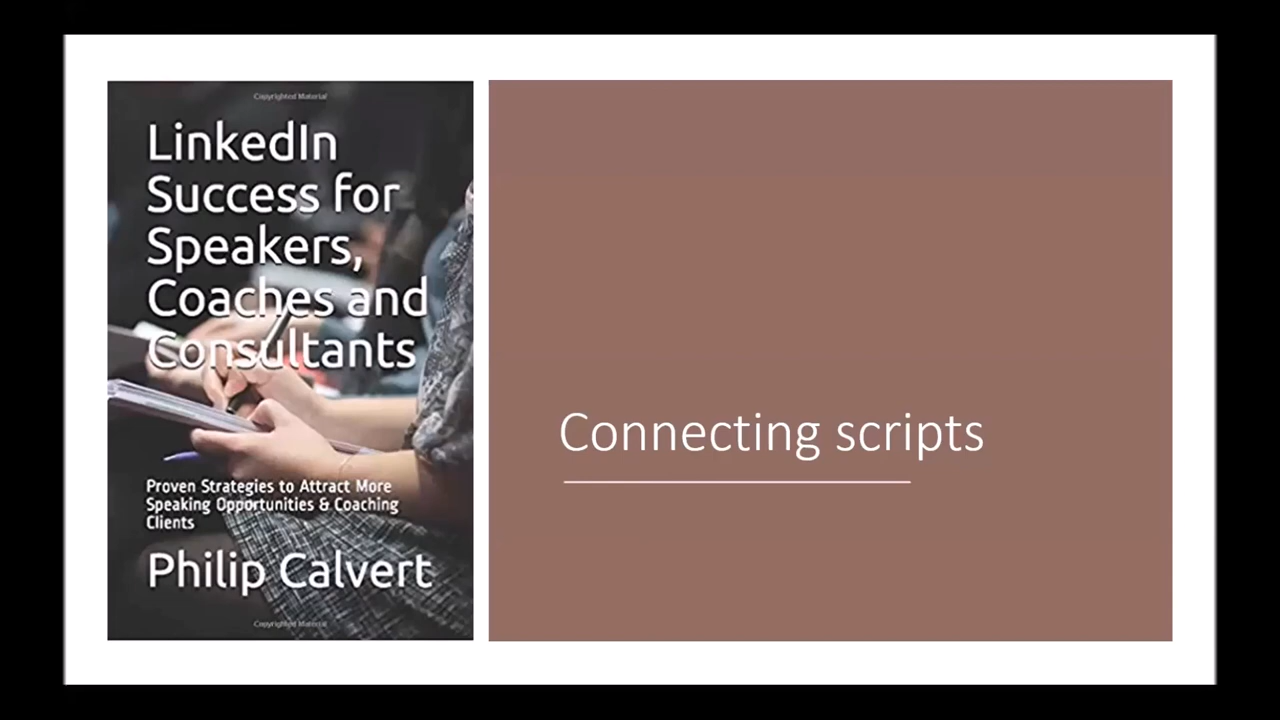 Copyrighted Material
LinkedIn
Success for
Speakers,
Coaches and
Consultants
Proven Strategies to Attract More
Speaking Opportunities & Coaching
Clients
Philip Calvert
Copyrighted Material
Connecting scripts